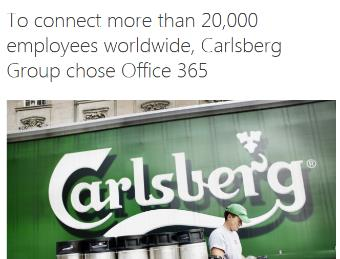 To connect more than 20,000
employees worldwide, Carlsberg
Group chose Office 365
Carlsberg®